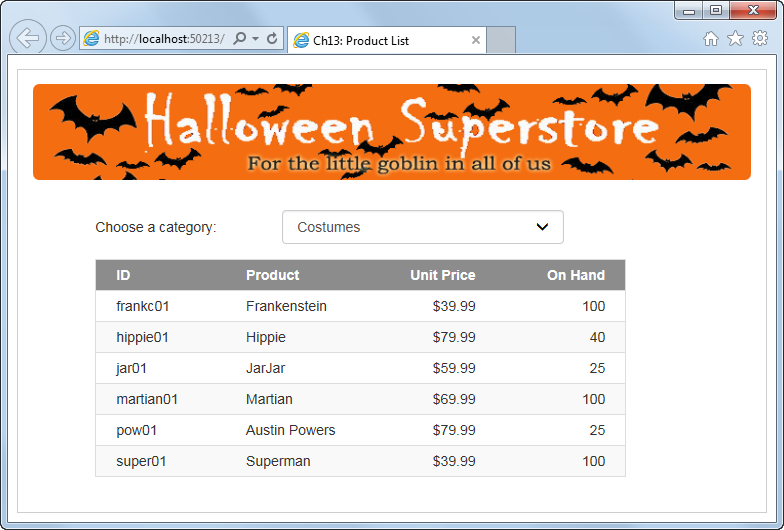 http://localhost:50213/
Ch13: Product List
Halloween Superstore
For the little goblin in all of us
Choose a category: Costumes
ID Product Unit Price On Hand
frankc01 Frankenstein $39.99 100
hippie01 Hippie $79.99 40
jar01 JarJar $59.99 25
martian01 Martian $69.99 100
pow01 Austin Powers $79.99 25
super01 Superman $39.99 100